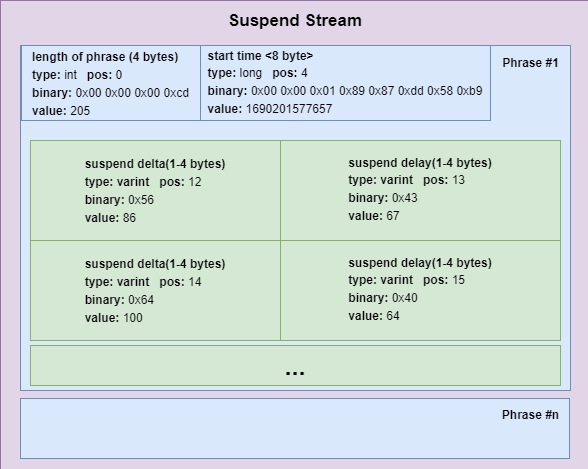 Suspend Stream
length of phrase (4 bytes)
type: int pos: 0
binary: 0x00 0x00 0x00 0xcd
value: 205
start time <8 byte>
type: long pos: 4
binary: 0x00 0x00 0x01 0x89 0x87 0xdd 0x58 0xb9
value: 1690201577657
Phrase #1
suspend delta(1-4 bytes)
type: varint pos: 12
binary: 0x56
value: 86
suspend delay(1-4 bytes)
type: varint pos: 13
binary: 0x43
value: 67
suspend delta(1-4 bytes)
type: varint pos: 14
binary: 0x64
value: 100
suspend delay(1-4 bytes)
type: varint pos: 15
binary: 0x40
value: 64
...
Phrase #n